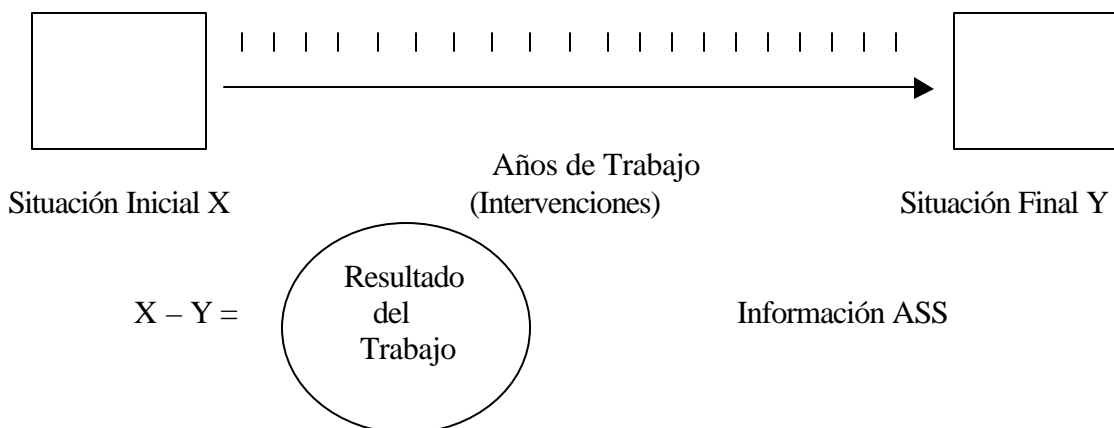 Años de Trabajo
Situación Inicial X (Intervenciones) Situación Final Y
X – Y = Resultado del Trabajo Información ASS